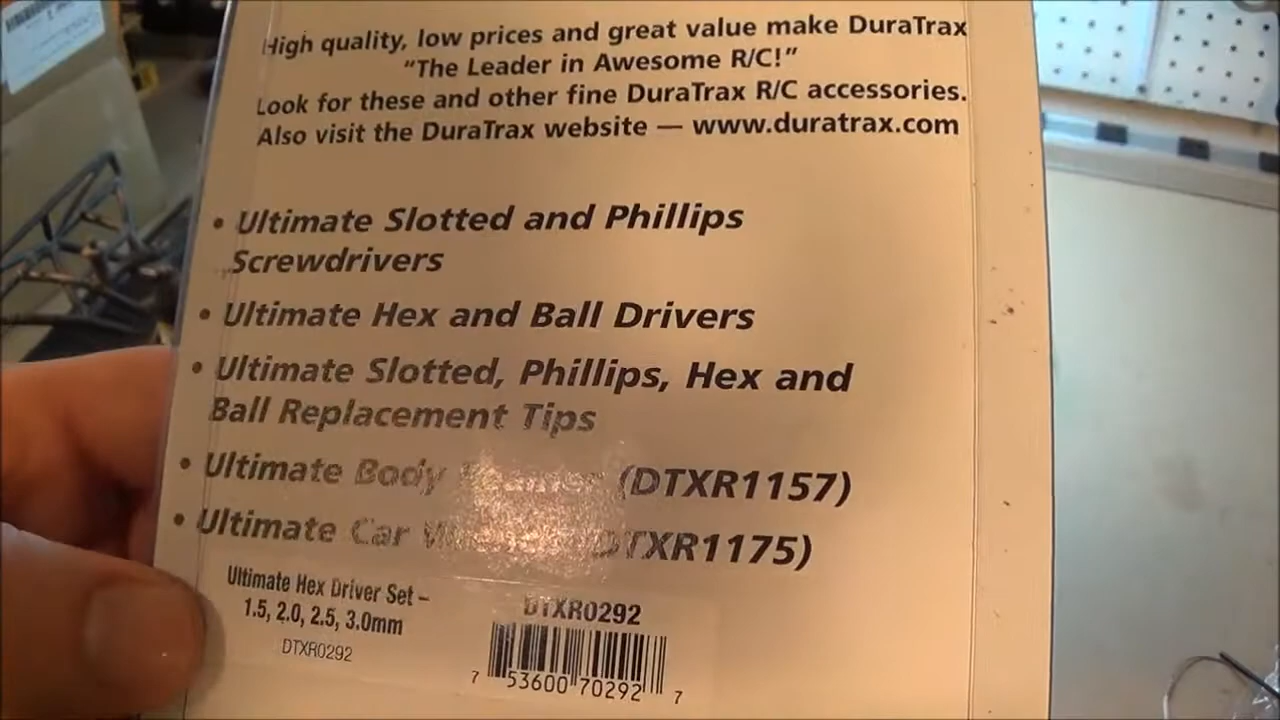 High quality, low prices and great value make DuraTrax
“The Leader in Awesome R/C!”
Look for these and other fine DuraTrax R/C accessories.
Also visit the DuraTrax website — www.duratrax.com
• Ultimate Slotted and Phillips
Screwdrivers
• Ultimate Hex and Ball Drivers
• Ultimate Slotted, Phillips, Hex and
Ball Replacement Tips
• Ultimate Body (DTXR1157)
• Ultimate Car DTXR1175)
Ultimate Hex Driver Set –
1.5, 2.0, 2.5, 3.0mm
DTXR0292
DTXR0292
7 53600 70292 7